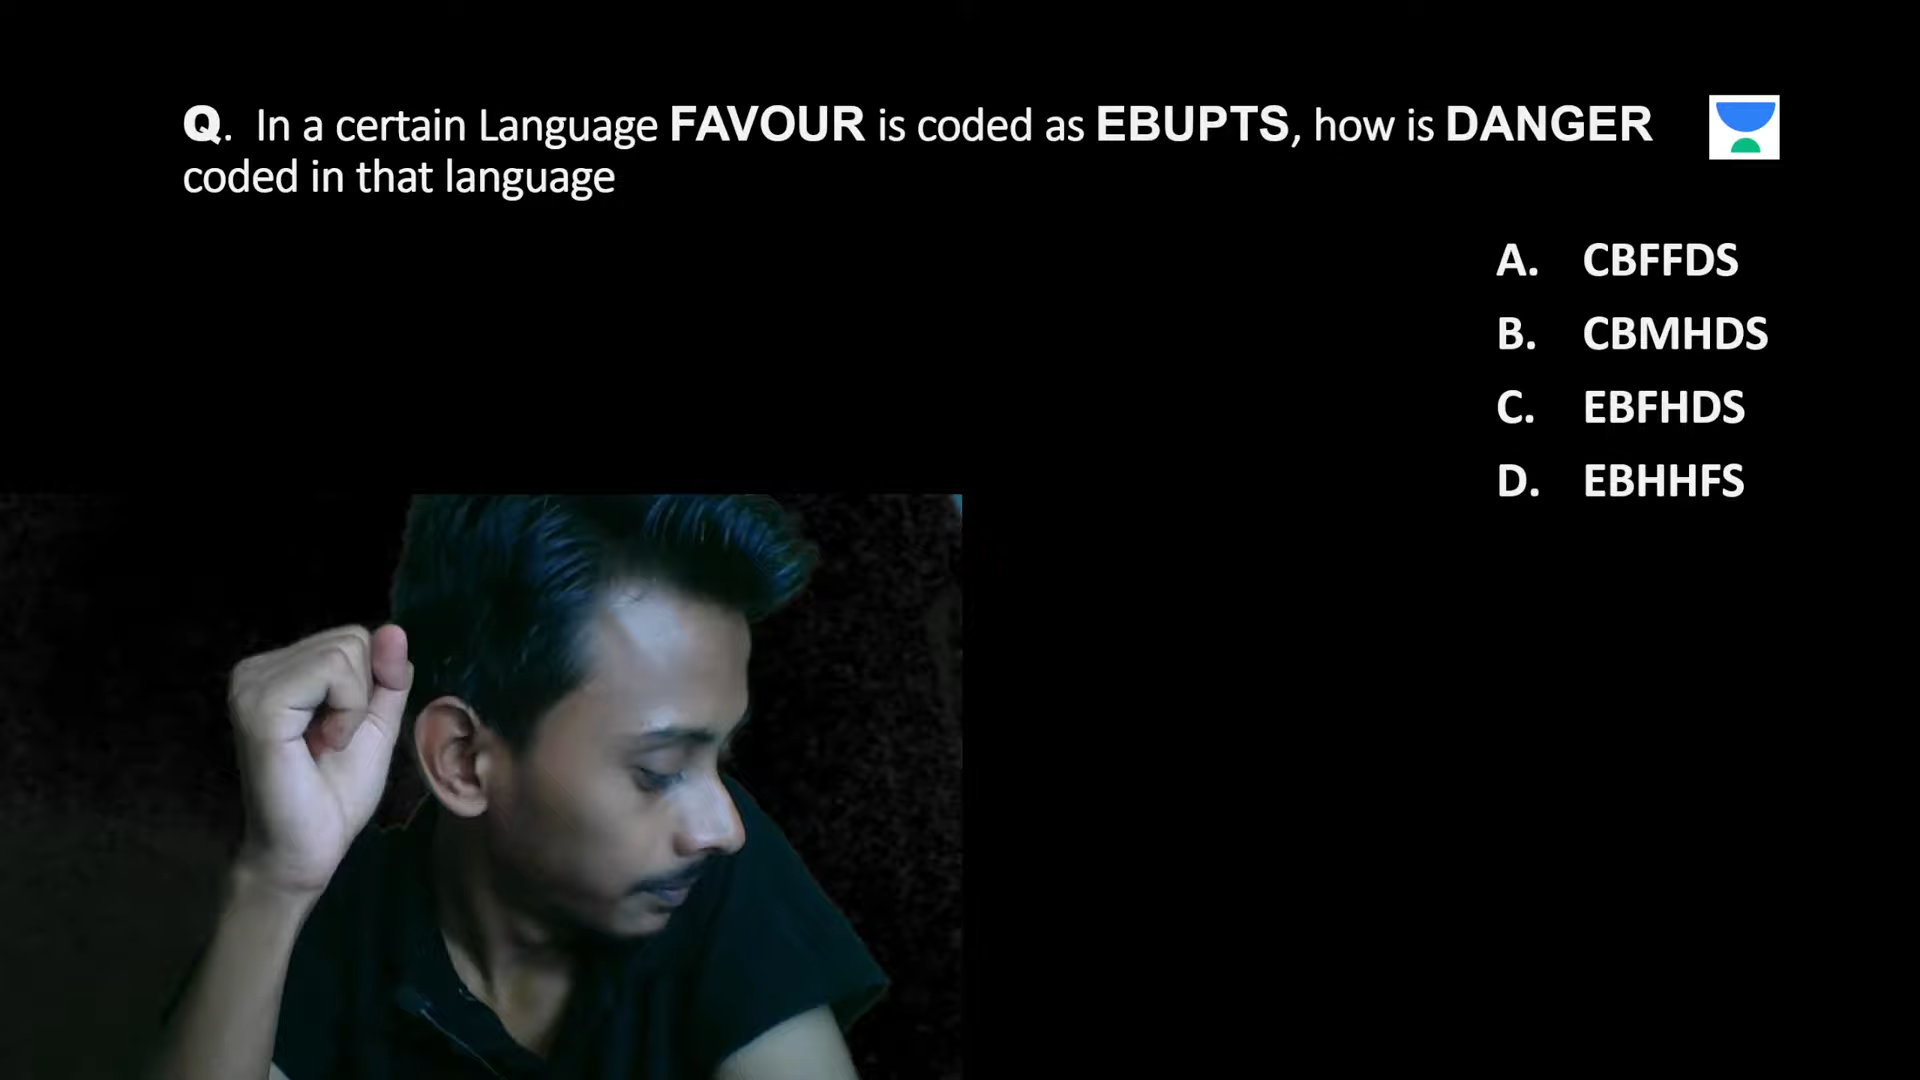 Q. In a certain Language FAVOUR is coded as EBUPTS, how is DANGER
coded in that language
A. CBFFDS
B. CBMHDS
C. EBFHDS
D. EBHHFS